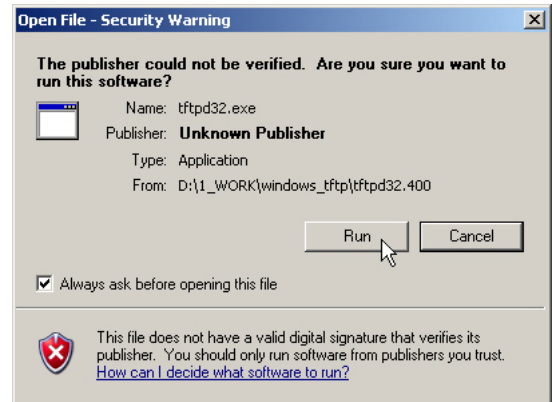 Open File - Security Warning
The publisher could not be verified. Are you sure you want to
run this software?
Name: tftpd32.exe
Publisher: Unknown Publisher
Type: Application
From: D:\1_WORK\windows_tftp\tftpd32.400
Run Cancel
Always ask before opening this file
This file does not have a valid digital signature that verifies its
publisher. You should only run software from publishers you trust.
How can I decide what software to run?